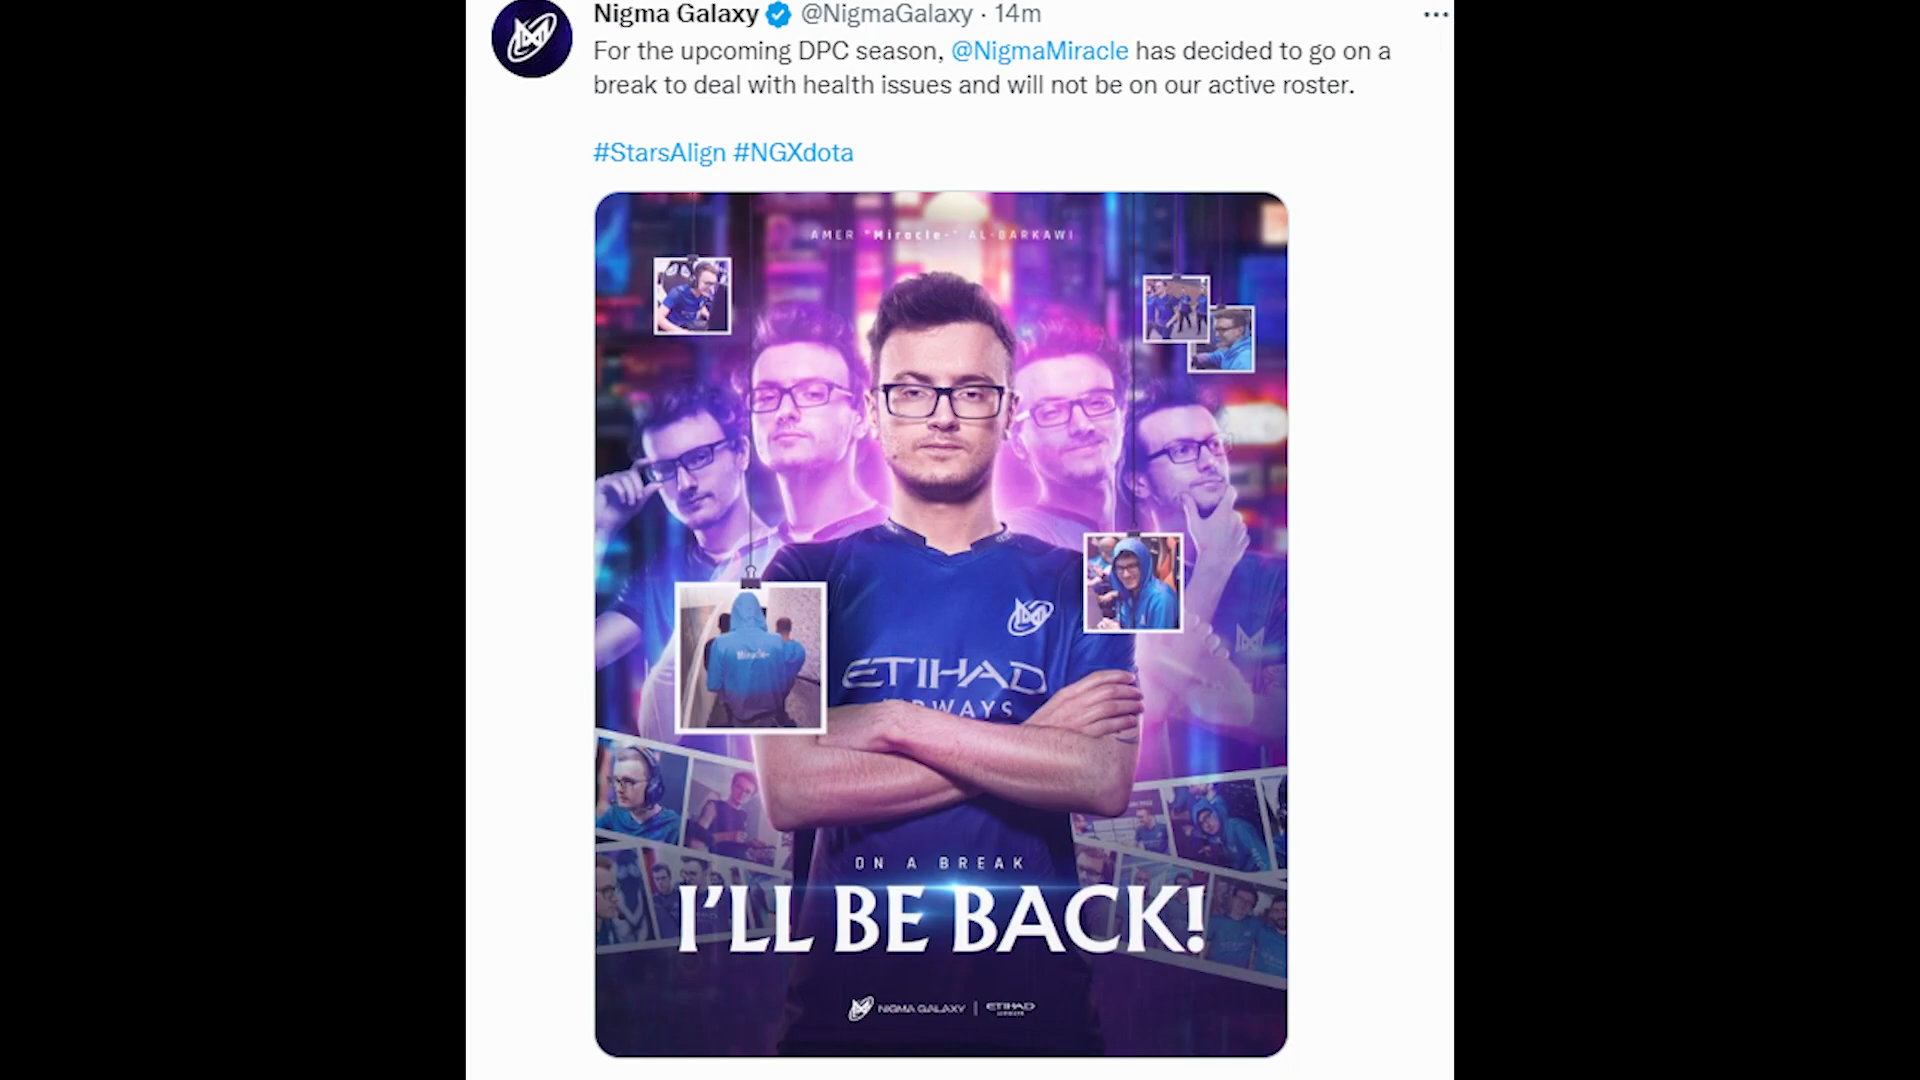 Nigma Galaxy @NigmaGalaxy · 14m
For the upcoming DPC season, @NigmaMiracle has decided to go on a
break to deal with health issues and will not be on our active roster.
#StarsAlign #NGXdota
AMER "Miracle-" AL-BARKAWI
Miracle-
ETIHAD
ON A BREAK
I'LL BE BACK!
NIGMA GALAXY | ETIHAD
AIRWAYS